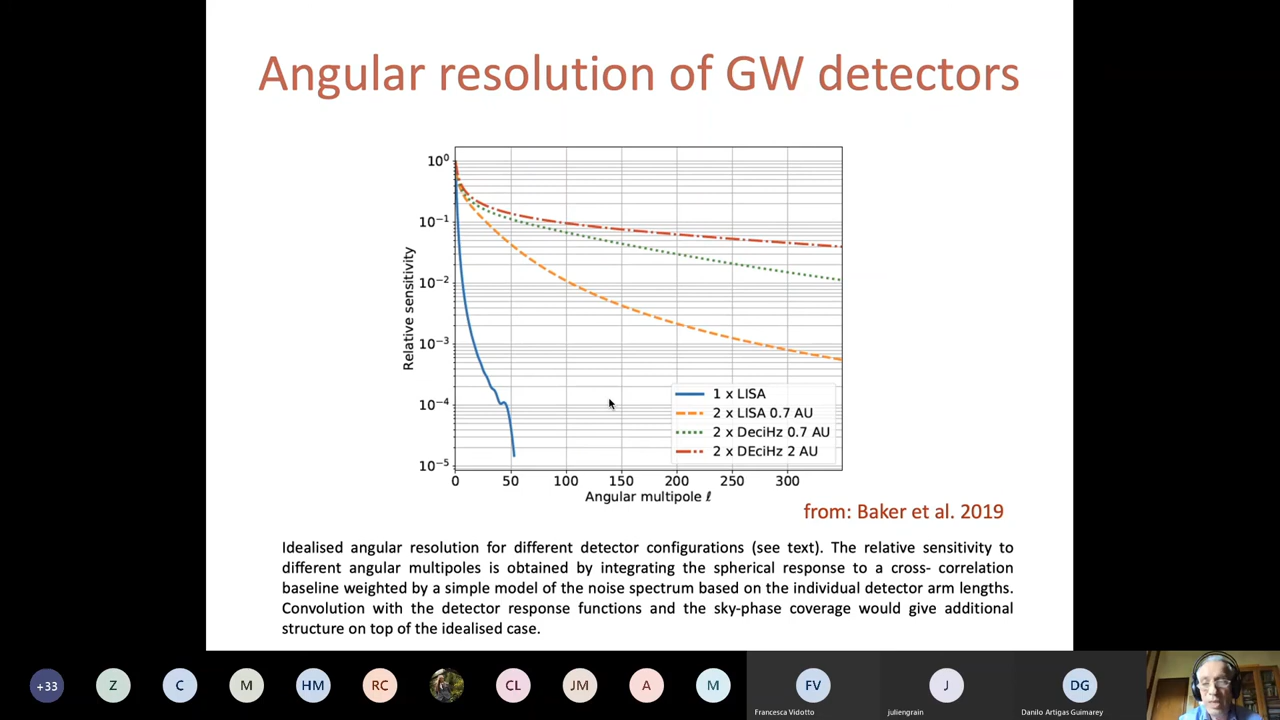 Angular resolution of GW detectors
10⁰
10⁻¹
10⁻²
10⁻³
10⁻⁴
10⁻⁵
Relative sensitivity
1 x LISA
2 x LISA 0.7 AU
2 x DeciHz 0.7 AU
2 x DEciHz 2 AU
0 50 100 150 200 250 300
Angular multipole ℓ
from: Baker et al. 2019
Idealised angular resolution for different detector configurations (see text). The relative sensitivity to
different angular multipoles is obtained by integrating the spherical response to a cross- correlation
baseline weighted by a simple model of the noise spectrum based on the individual detector arm lengths.
Convolution with the detector response functions and the sky-phase coverage would give additional
structure on top of the idealised case.
+33 Z C M HM RC CL JM A M FV J DG
Francesca Vidotto juliengrain Danilo Artigas Guimarey